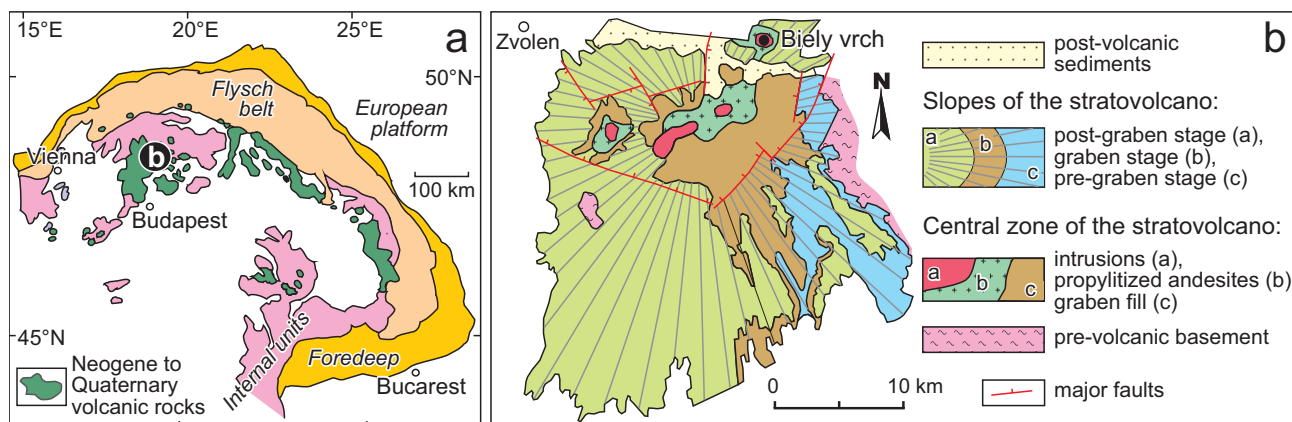 15°E
20°E
25°E
a
50°N
Flysch
belt
European
platform
Vienna
b
100 km
Budapest
45°N
Internal units
Foredeep
Bucarest
Neogene to
Quaternary
volcanic rocks
b
Zvolen
Biely vrch
N
0
10 km
post-volcanic
sediments
Slopes of the stratovolcano:
a
b
c
post-graben stage (a),
graben stage (b),
pre-graben stage (c)
Central zone of the stratovolcano:
a
b
c
intrusions (a),
propylitized andesites (b)
graben fill (c)
pre-volcanic basement
major faults